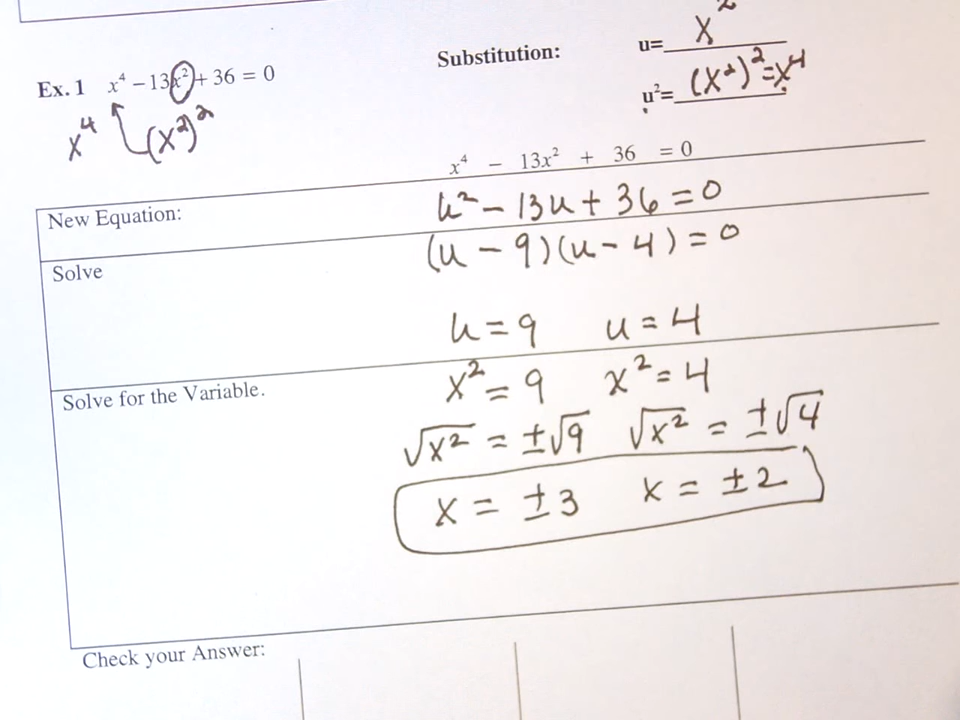 Ex. 1 x⁴ − 13x² + 36 = 0
x⁴ (x²)²
Substitution: u= x²
u²= (x²)² = x⁴
x⁴ − 13x² + 36 = 0
New Equation: u² − 13u + 36 = 0
Solve (u − 9)(u − 4) = 0
u = 9 u = 4
Solve for the Variable. x² = 9 x² = 4
√x² = ±√9 √x² = ±√4
x = ±3 x = ±2
Check your Answer: